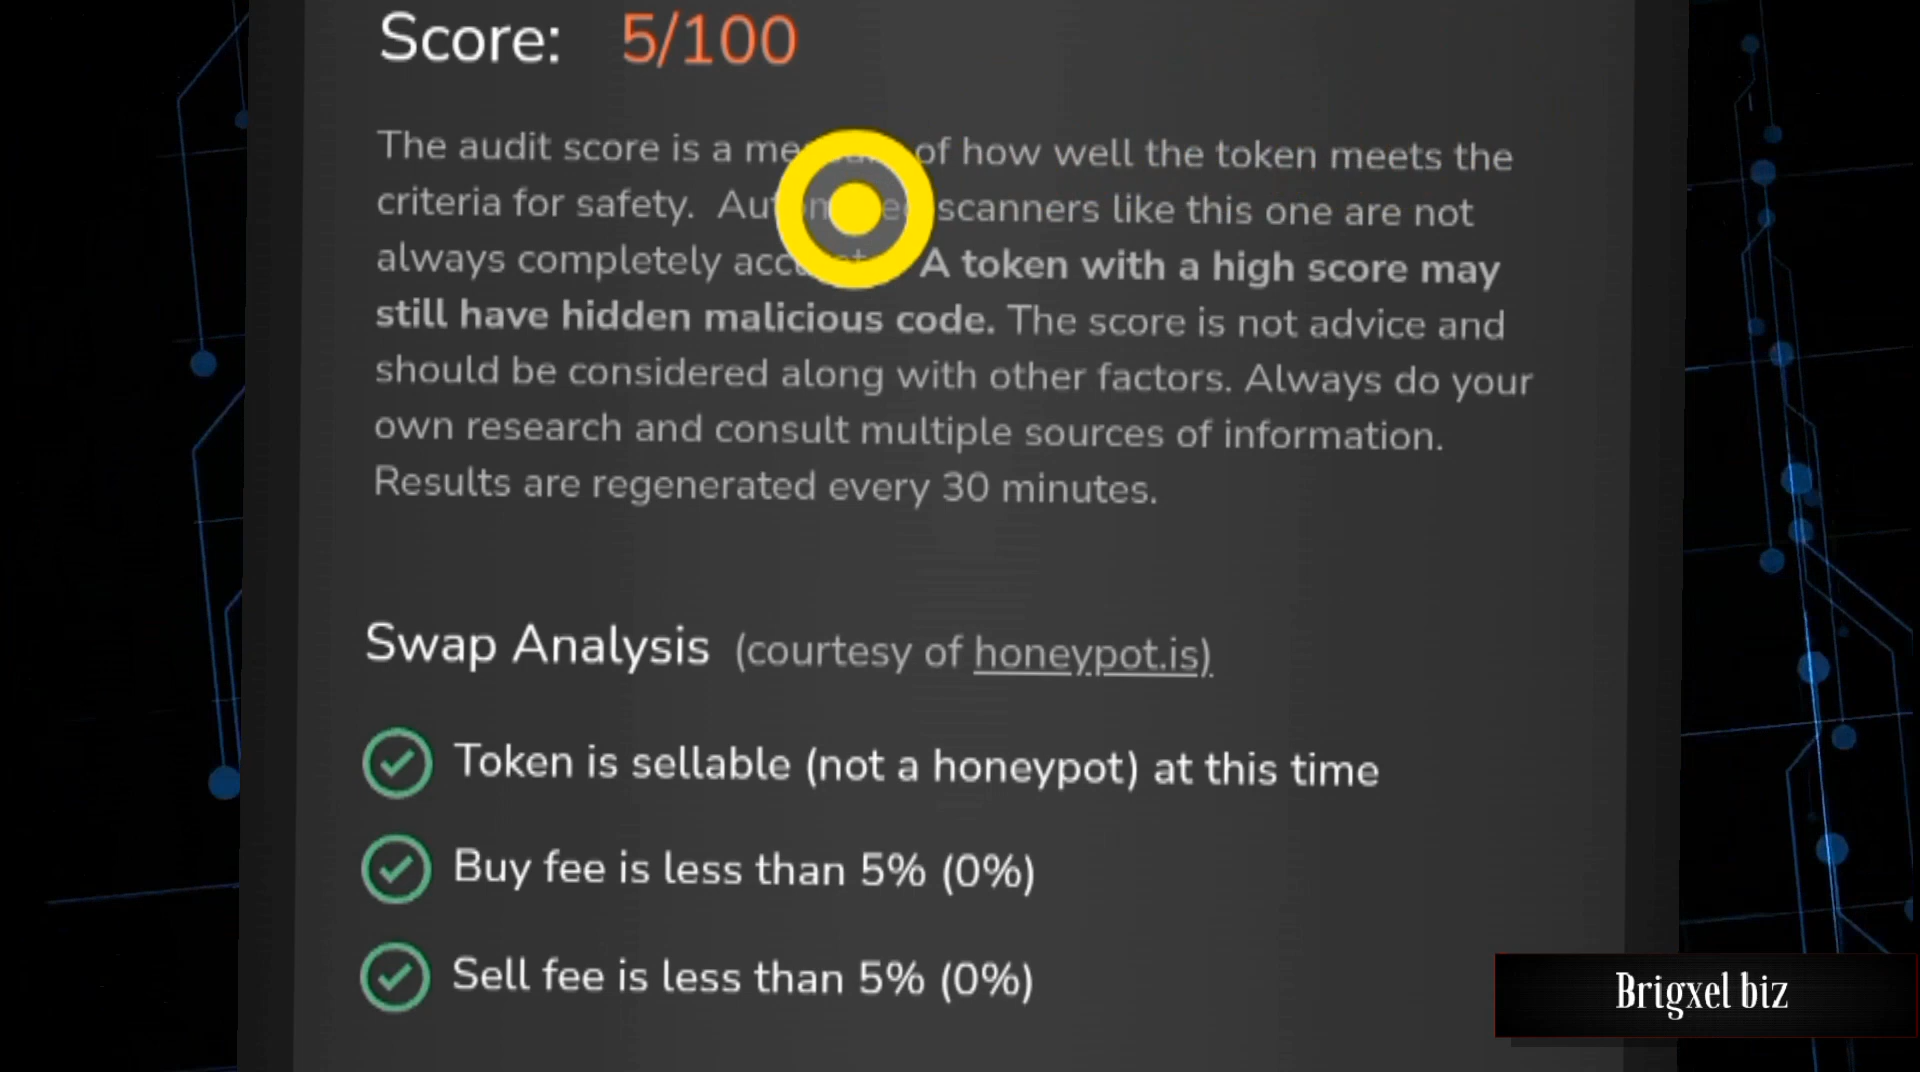 Score: 5/100
The audit score is a of how well the token meets the
criteria for safety. scanners like this one are not
always completely A token with a high score may
still have hidden malicious code. The score is not advice and
should be considered along with other factors. Always do your
own research and consult multiple sources of information.
Results are regenerated every 30 minutes.
Swap Analysis (courtesy of honeypot.is)
Token is sellable (not a honeypot) at this time
Buy fee is less than 5% (0%)
Sell fee is less than 5% (0%)
Brigxel biz